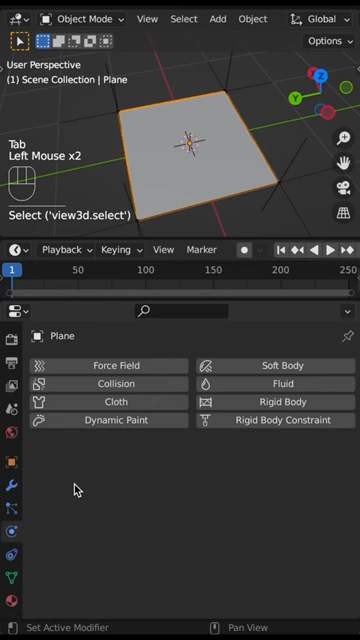 Object Mode View Select Add Object Global
Options
User Perspective
(1) Scene Collection | Plane
Z
Y
Tab
Left Mouse x2
Select ('view3d.select')
Playback Keying View Marker
1 50 100 150 200 250
Plane
Force Field Soft Body
Collision Fluid
Cloth Rigid Body
Dynamic Paint Rigid Body Constraint
Set Active Modifier Pan View